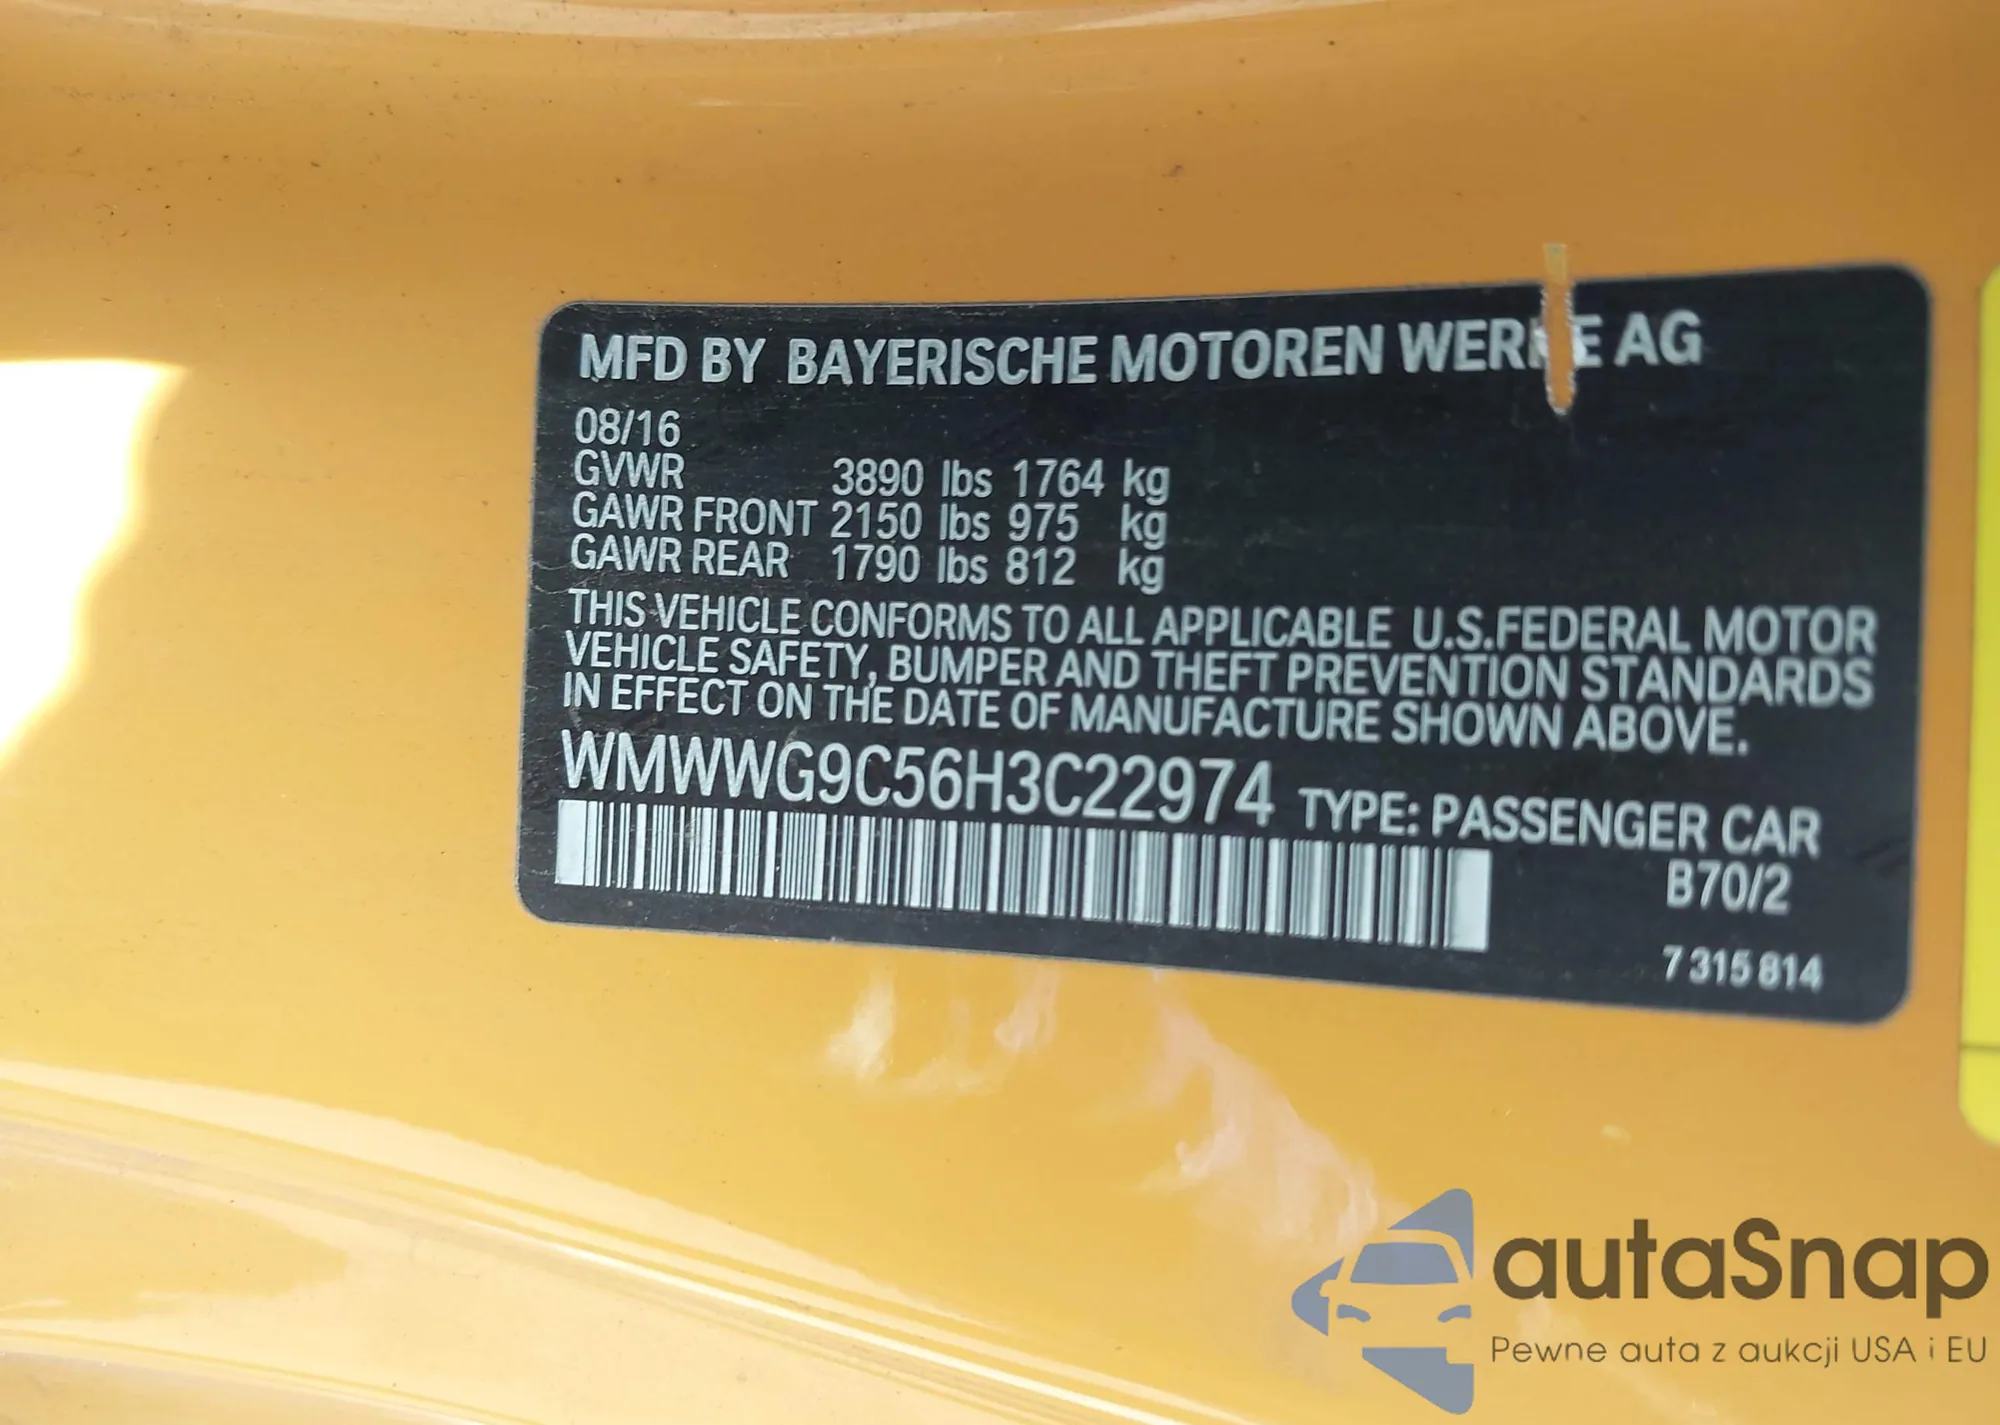 MFD BY BAYERISCHE MOTOREN WERKE AG
08/16
GVWR 3890 lbs 1764 kg
GAWR FRONT 2150 lbs 975 kg
GAWR REAR 1790 lbs 812 kg
THIS VEHICLE CONFORMS TO ALL APPLICABLE U.S.FEDERAL MOTOR
VEHICLE SAFETY, BUMPER AND THEFT PREVENTION STANDARDS
IN EFFECT ON THE DATE OF MANUFACTURE SHOWN ABOVE.
WMWWG9C56H3C22974 TYPE: PASSENGER CAR
B70/2
7 315 814
autaSnap
Pewne auta z aukcji USA i EU